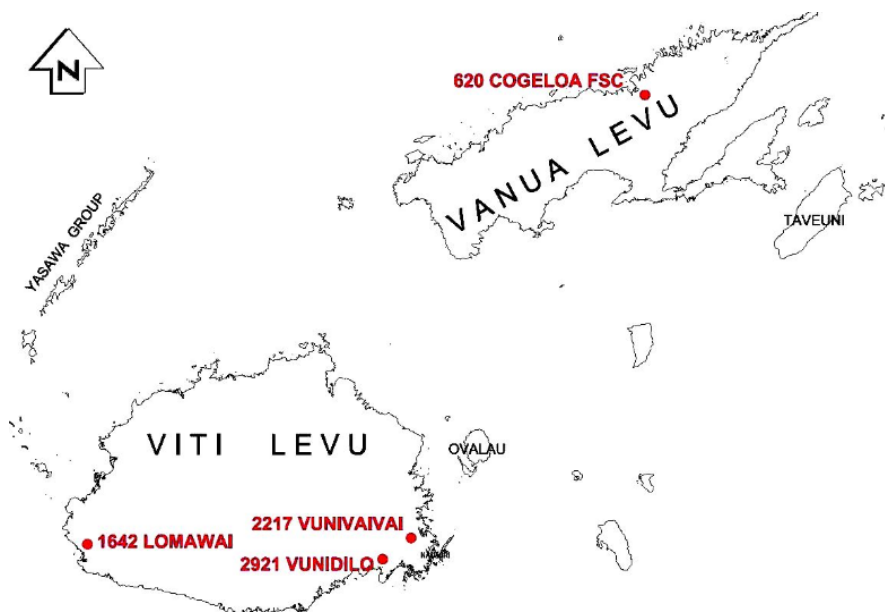 N
620 COGELOA FSC
VANUA LEVU
TAVEUNI
YASAWA GROUP
VITI LEVU
OVALAU
2217 VUNIVAIVAI
1642 LOMAWAI
2921 VUNIDILO